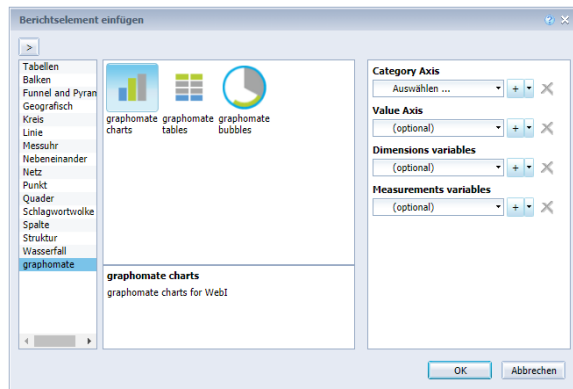 Berichtselement einfügen
>
Tabellen
Balken
Funnel and Pyran
Geografisch
Kreis
Linie
Messuhr
Nebeneinander
Netz
Punkt
Quader
Schlagwortwolke
Spalte
Struktur
Wasserfall
graphomate
graphomate charts
graphomate tables
graphomate bubbles
graphomate charts
graphomate charts for WebI
Category Axis
Auswählen ...
+
Value Axis
(optional)
+
Dimensions variables
(optional)
+
Measurements variables
(optional)
+
OK
Abbrechen